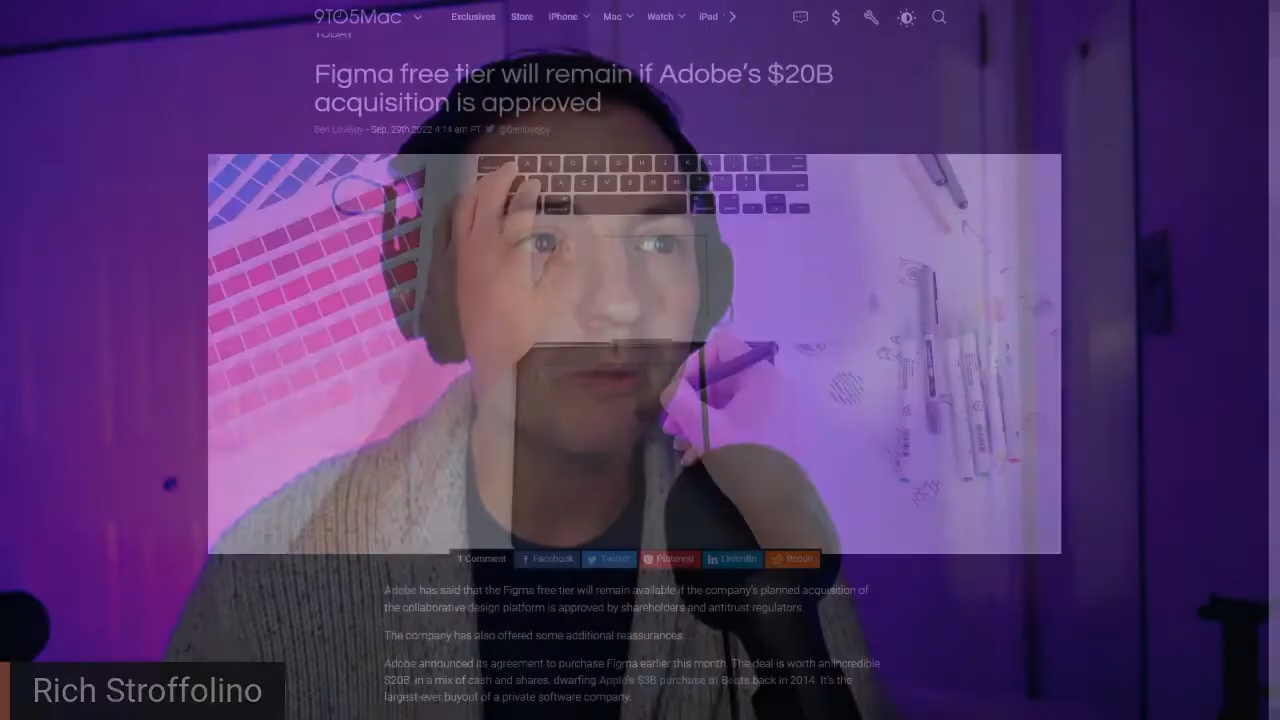 9TO5Mac
Exclusives Store iPhone Mac Watch iPad
TODAY
Figma free tier will remain if Adobe's $20B
acquisition is approved
Ben Lovejoy - Sep. 29th 2022 4:14 am PT @benlovejoy
1 Comment Facebook Twitter Pinterest LinkedIn Reddit
Adobe has said that the Figma free tier will remain available if the company's planned acquisition of
the collaborative design platform is approved by shareholders and antitrust regulators.
The company has also offered some additional reassurances...
Adobe announced its agreement to purchase Figma earlier this month. The deal is worth an incredible
$20B, in a mix of cash and shares, dwarfing Apple's $3B purchase of Beats back in 2014. It's the
largest-ever buyout of a private software company.
Rich Stroffolino